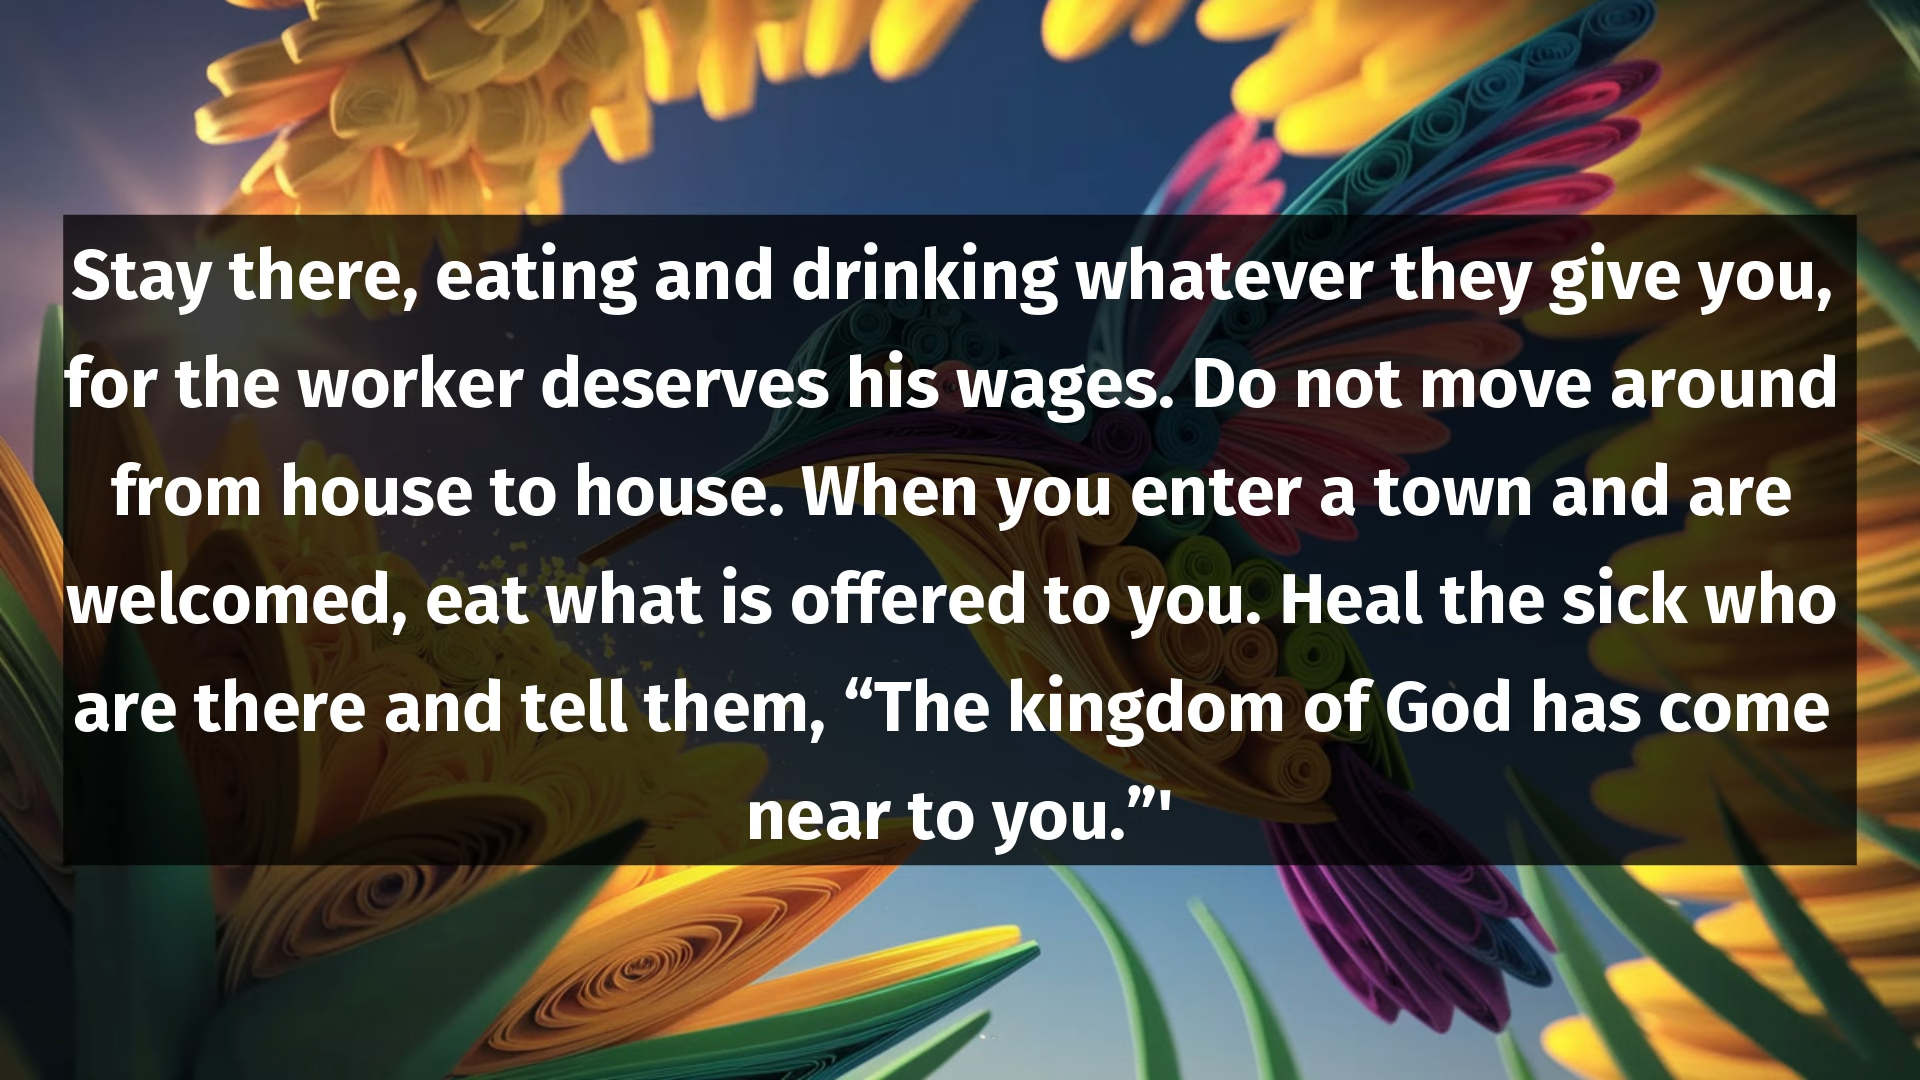 Stay there, eating and drinking whatever they give you,
for the worker deserves his wages. Do not move around
from house to house. When you enter a town and are
welcomed, eat what is offered to you. Heal the sick who
are there and tell them, “The kingdom of God has come
near to you.”'